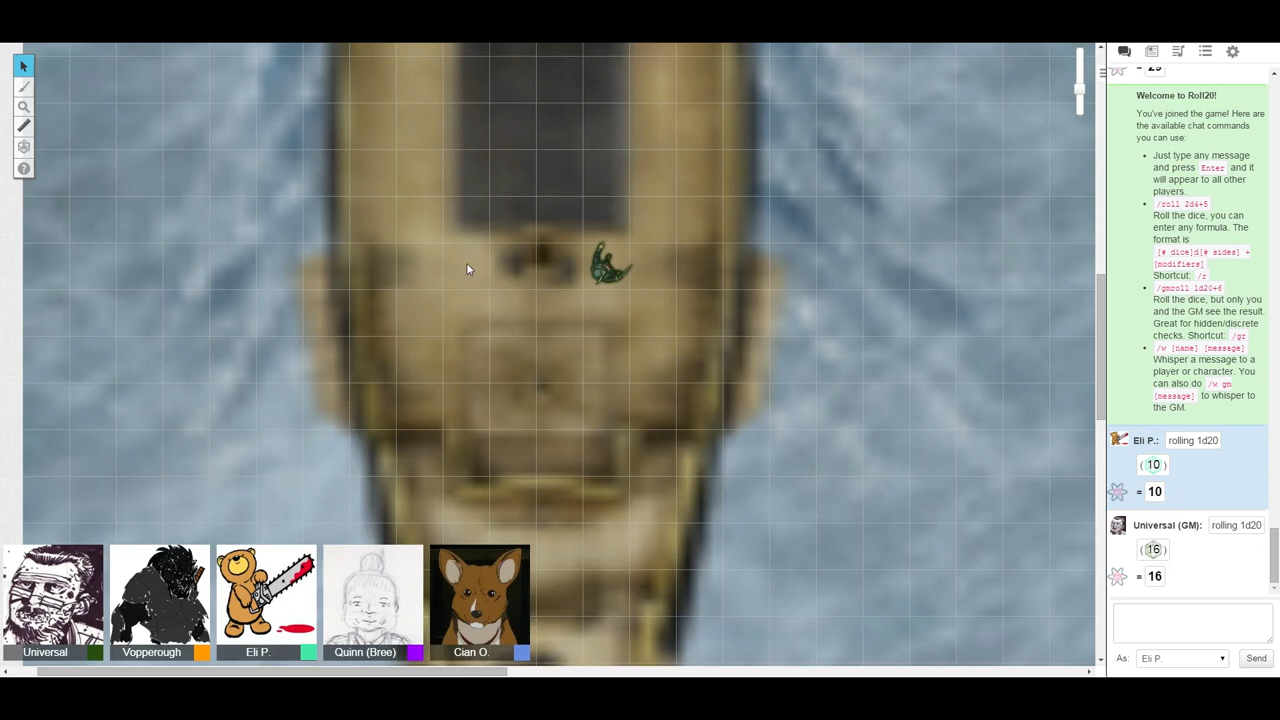 = 29
Welcome to Roll20!
You've joined the game! Here are
the available chat commands
you can use:
Just type any message
and press Enter and it
will appear to all other
players.
/roll 2d4+5
Roll the dice, you can
enter any formula. The
format is
[# dice]d[# sides] +
[modifiers]
Shortcut: /r
/gmroll 1d20+6
Roll the dice, but only you
and the GM see the result.
Great for hidden/discrete
checks. Shortcut: /gr
/w [name] [message]
Whisper a message to a
player or character. You
can also do /w gm
[message] to whisper to
the GM.
Eli P.: rolling 1d20
(10)
= 10
Universal (GM): rolling 1d20
(16)
= 16
As: Eli P. Send
Universal
Vopperough
Eli P.
Quinn (Bree)
Cian O.